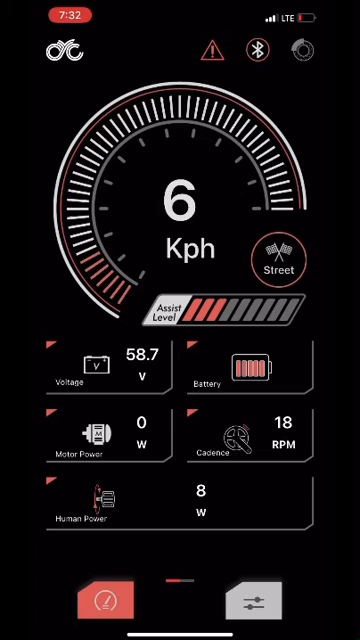 7:32
LTE
CYC
6
Kph
Street
Assist
Level
58.7
V
Voltage
Battery
0
W
M
Motor Power
18
RPM
Cadence
8
W
Human Power